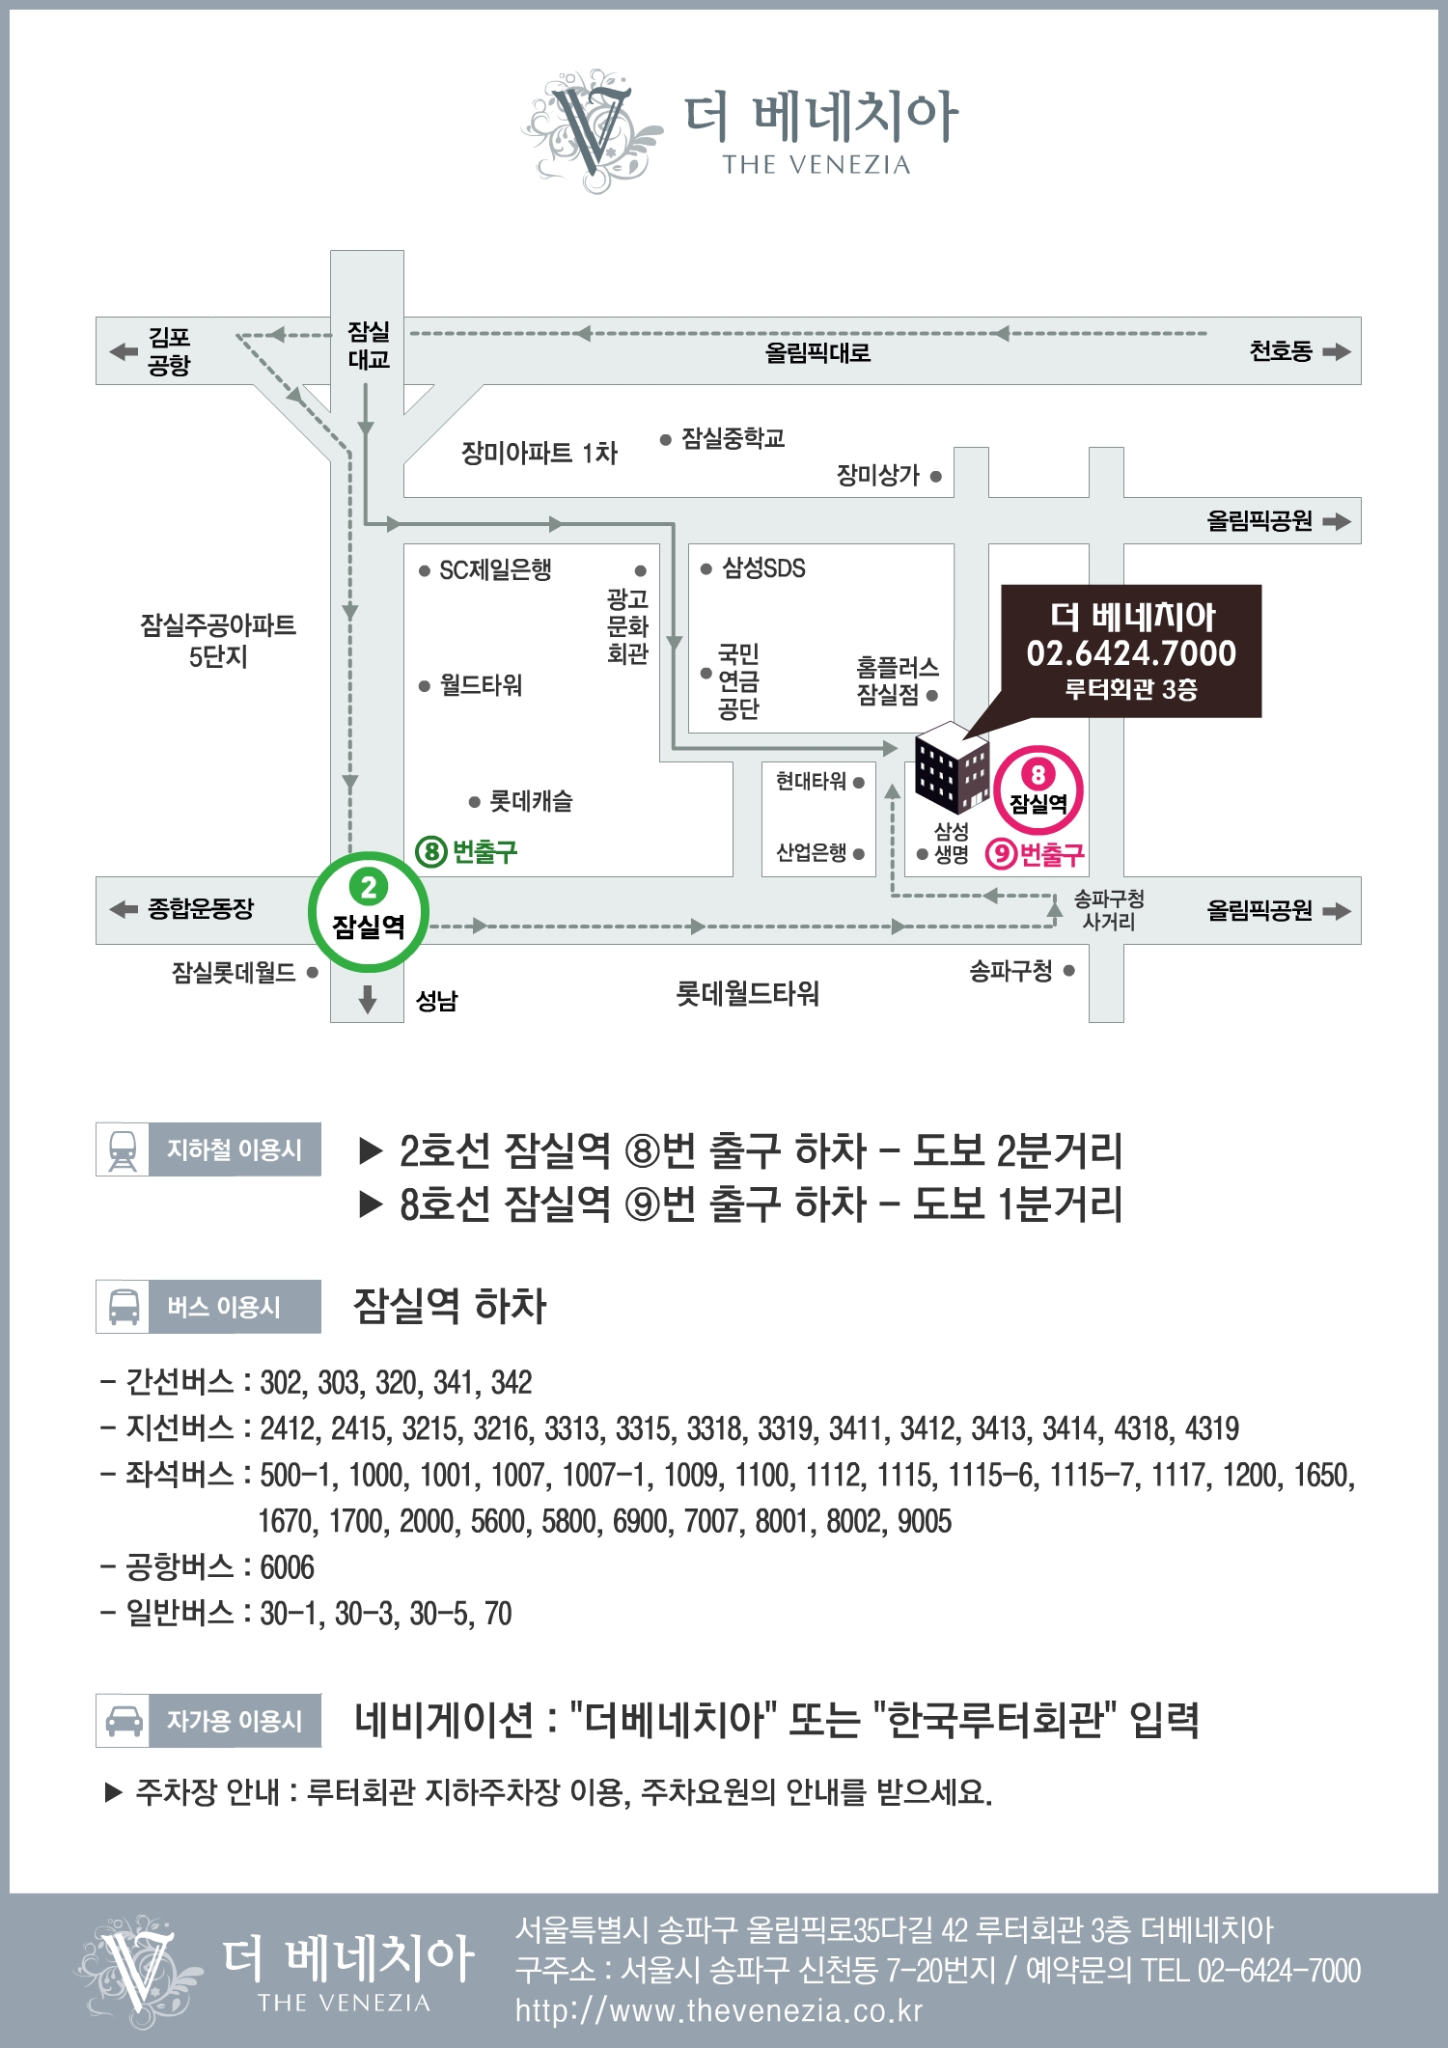 더 베네치아
THE VENEZIA
김포
공항
잠실
대교
올림픽대로
천호동
장미아파트 1차
잠실중학교
장미상가
올림픽공원
SC제일은행
광고
문화
회관
삼성SDS
잠실주공아파트
5단지
월드타워
국민
연금
공단
홈플러스
잠실점
더 베네치아
02.6424.7000
루터회관 3층
롯데캐슬
현대타워
산업은행
삼성
생명
8
잠실역
⑨번출구
⑧번출구
종합운동장
2
잠실역
송파구청
사거리
올림픽공원
잠실롯데월드
성남
롯데월드타워
송파구청
지하철 이용시
▶ 2호선 잠실역 ⑧번 출구 하차 - 도보 2분거리
▶ 8호선 잠실역 ⑨번 출구 하차 - 도보 1분거리
버스 이용시
잠실역 하차
- 간선버스 : 302, 303, 320, 341, 342
- 지선버스 : 2412, 2415, 3215, 3216, 3313, 3315, 3318, 3319, 3411, 3412, 3413, 3414, 4318, 4319
- 좌석버스 : 500-1, 1000, 1001, 1007, 1007-1, 1009, 1100, 1112, 1115, 1115-6, 1115-7, 1117, 1200, 1650,
1670, 1700, 2000, 5600, 5800, 6900, 7007, 8001, 8002, 9005
- 공항버스 : 6006
- 일반버스 : 30-1, 30-3, 30-5, 70
자가용 이용시
네비게이션 : "더베네치아" 또는 "한국루터회관" 입력
▶ 주차장 안내 : 루터회관 지하주차장 이용, 주차요원의 안내를 받으세요.
더 베네치아
THE VENEZIA
서울특별시 송파구 올림픽로35다길 42 루터회관 3층 더베네치아
구주소 : 서울시 송파구 신천동 7-20번지 / 예약문의 TEL 02-6424-7000
http://www.thevenezia.co.kr